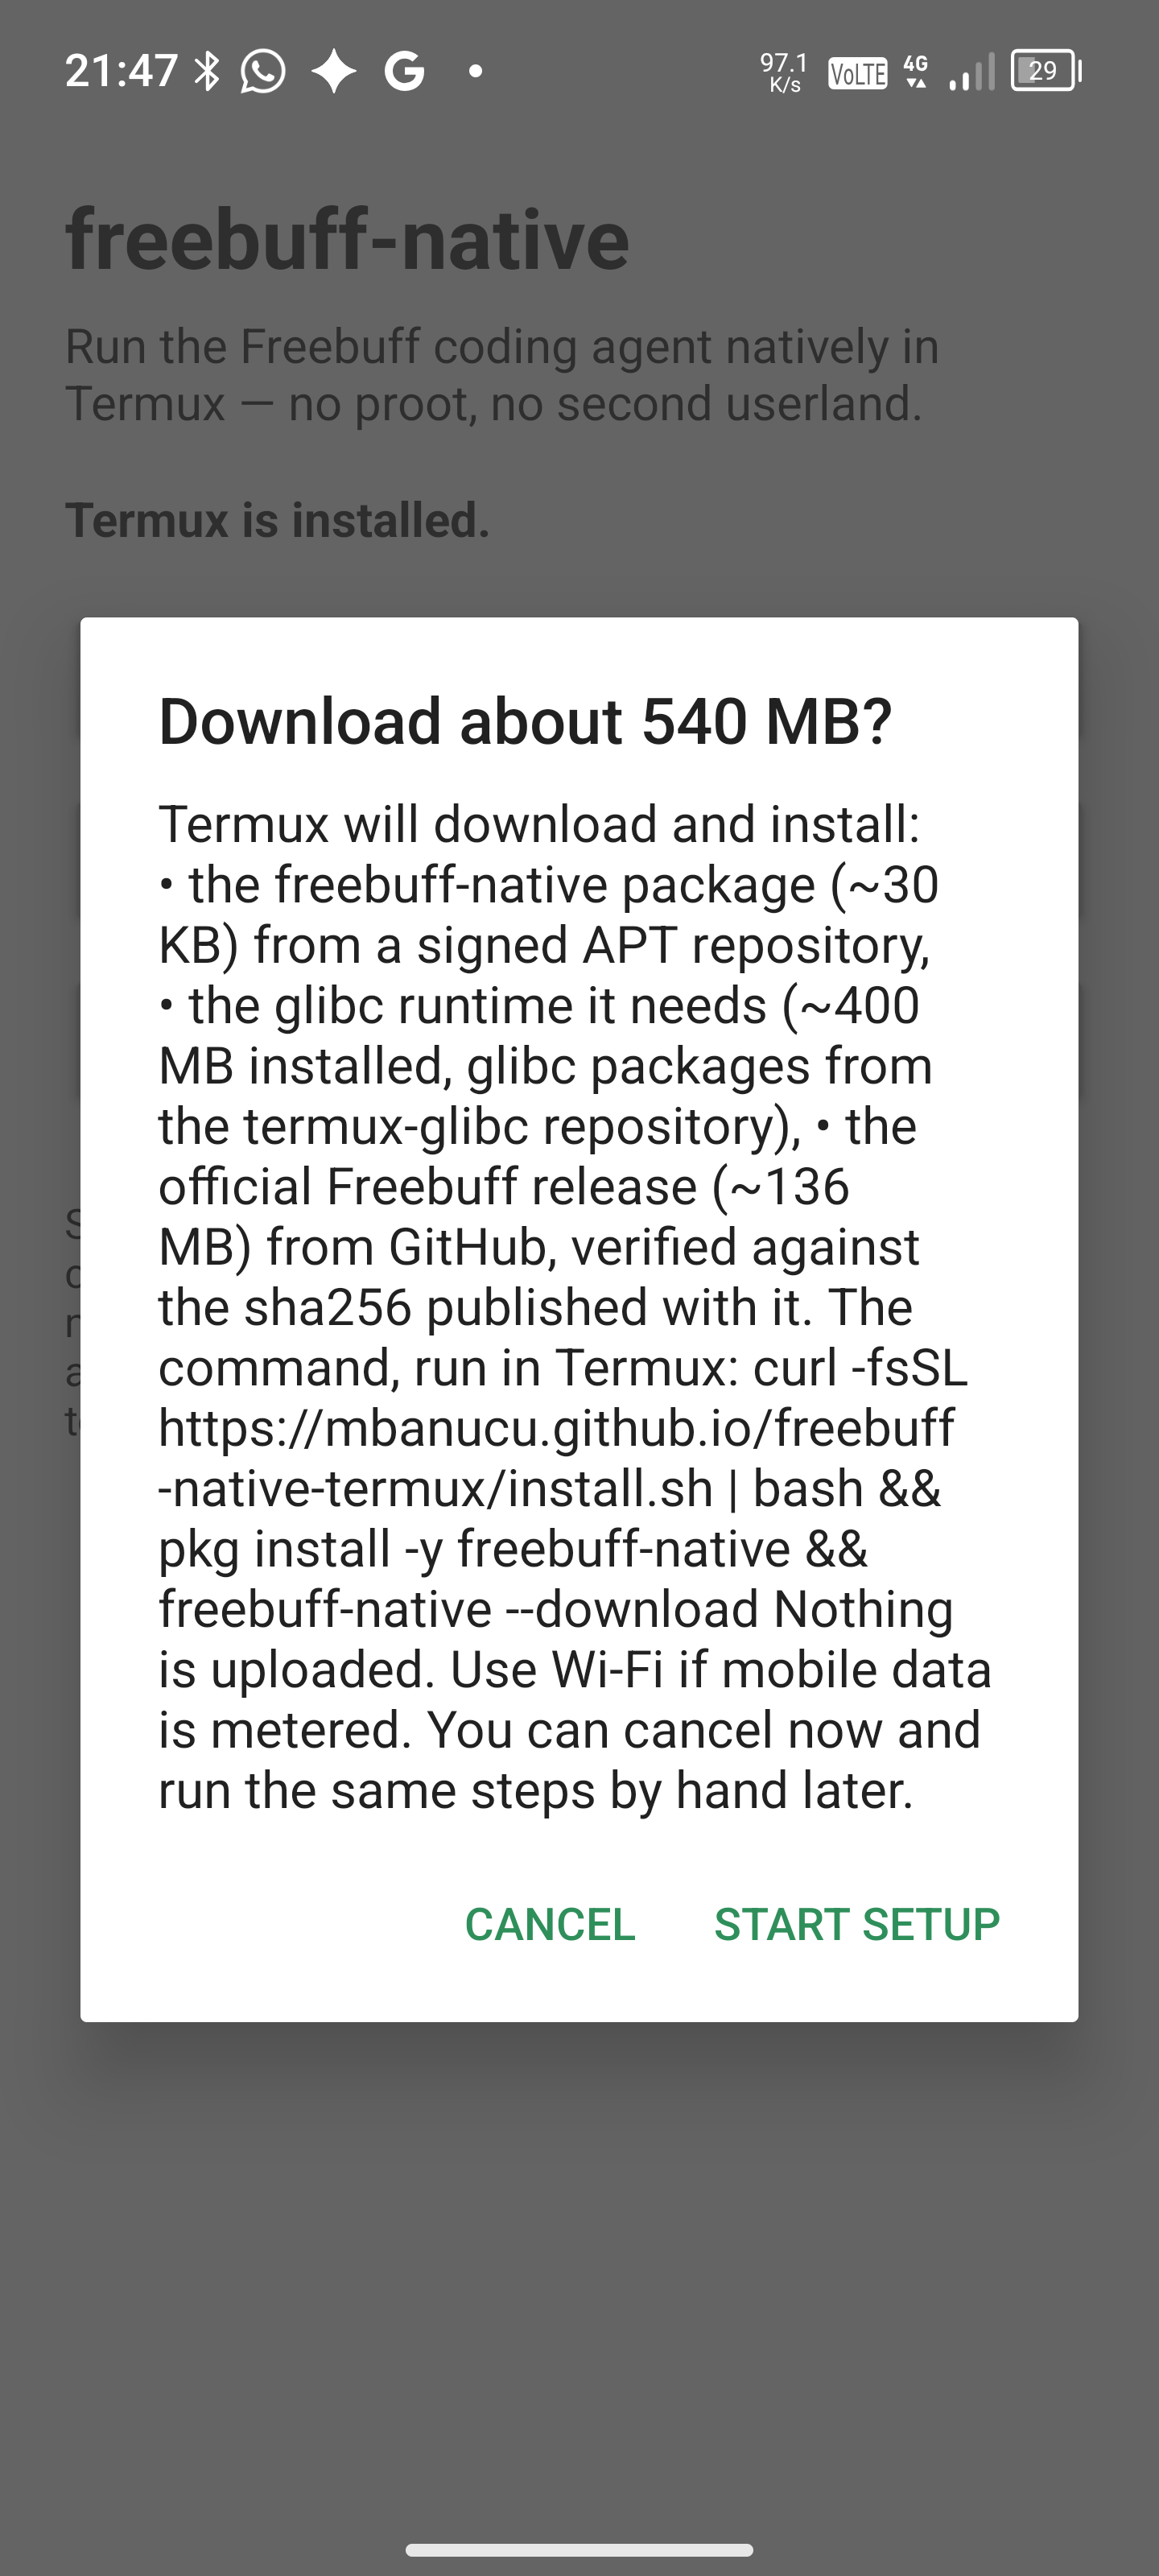 21:47
97.1 K/s VoLTE 4G 29
freebuff-native
Run the Freebuff coding agent natively in
Termux — no proot, no second userland.
Termux is installed.
Download about 540 MB?
Termux will download and install:
• the freebuff-native package (~30
KB) from a signed APT repository,
• the glibc runtime it needs (~400
MB installed, glibc packages from
the termux-glibc repository), • the
official Freebuff release (~136
MB) from GitHub, verified against
the sha256 published with it. The
command, run in Termux: curl -fsSL
https://mbanucu.github.io/freebuff
-native-termux/install.sh | bash &&
pkg install -y freebuff-native &&
freebuff-native --download Nothing
is uploaded. Use Wi-Fi if mobile data
is metered. You can cancel now and
run the same steps by hand later.
CANCEL START SETUP